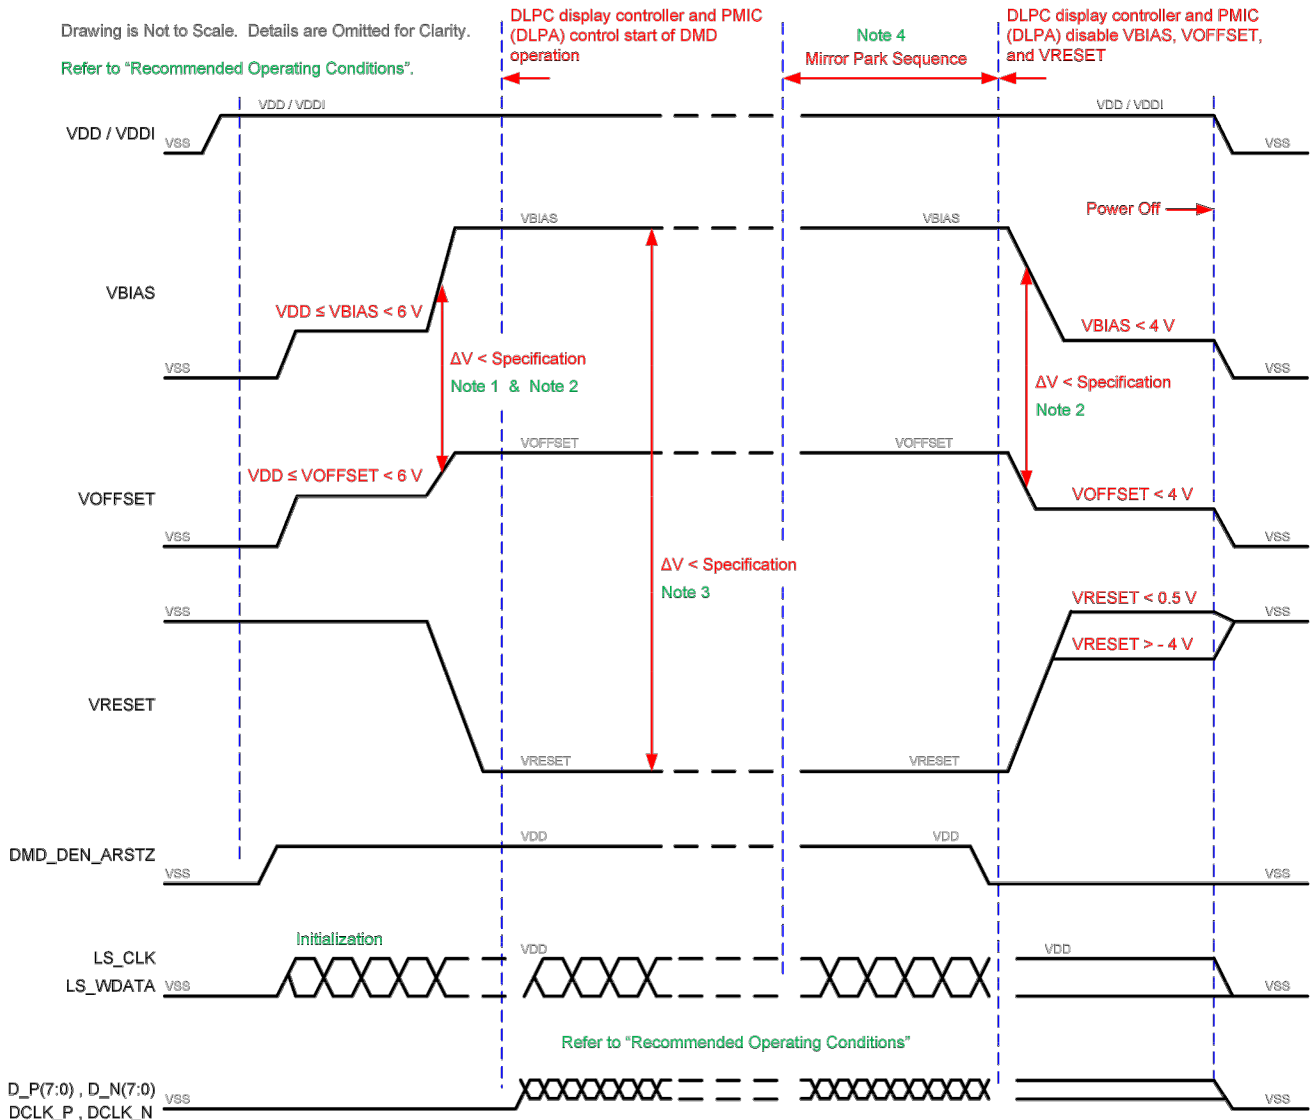 Drawing is Not to Scale.  Details are Omitted for Clarity.
Refer to "Recommended Operating Conditions".
DLPC display controller and PMIC
(DLPA) control start of DMD
operation
Note 4
Mirror Park Sequence
DLPC display controller and PMIC
(DLPA) disable VBIAS, VOFFSET,
and VRESET
VDD / VDDI
VSS
VDD / VDDI
VDD / VDDI
VSS
Power Off
VBIAS
VSS
VDD ≤ VBIAS < 6 V
VBIAS
VBIAS
VBIAS < 4 V
VSS
ΔV < Specification
Note 1 & Note 2
ΔV < Specification
Note 2
VOFFSET
VSS
VDD ≤ VOFFSET < 6 V
VOFFSET
VOFFSET
VOFFSET < 4 V
VSS
ΔV < Specification
Note 3
VRESET
VSS
VRESET
VRESET
VRESET < 0.5 V
VRESET > - 4 V
VSS
DMD_DEN_ARSTZ
VSS
VDD
VDD
VSS
LS_CLK
LS_WDATA
VSS
Initialization
VDD
VDD
VSS
Refer to "Recommended Operating Conditions"
D_P(7:0) , D_N(7:0)
DCLK_P , DCLK_N
VSS
VSS